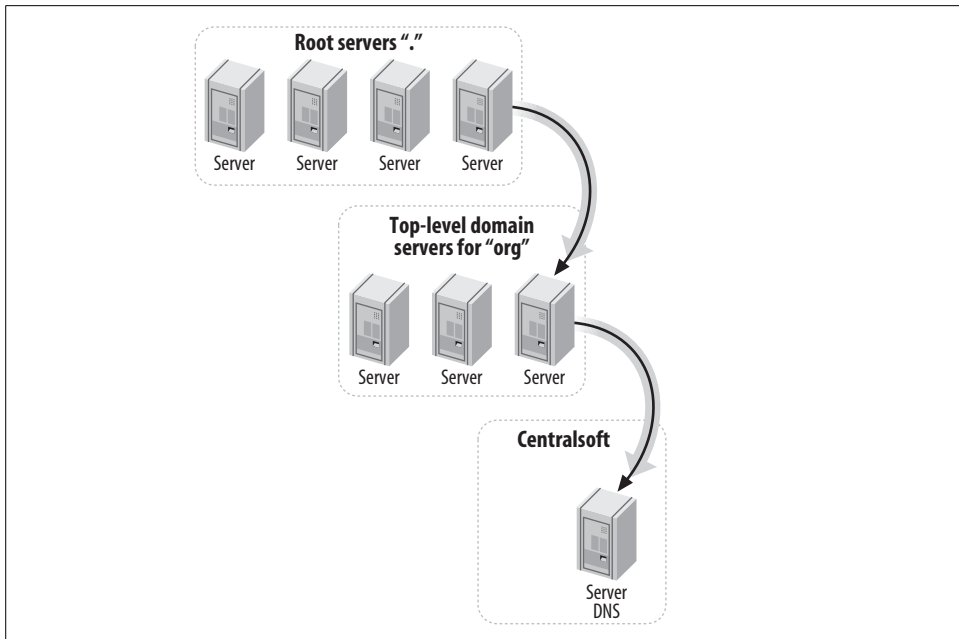 Root servers “.”
Server
Server
Server
Server
Top-level domain
servers for “org”
Server
Server
Server
Centralsoft
Server
DNS